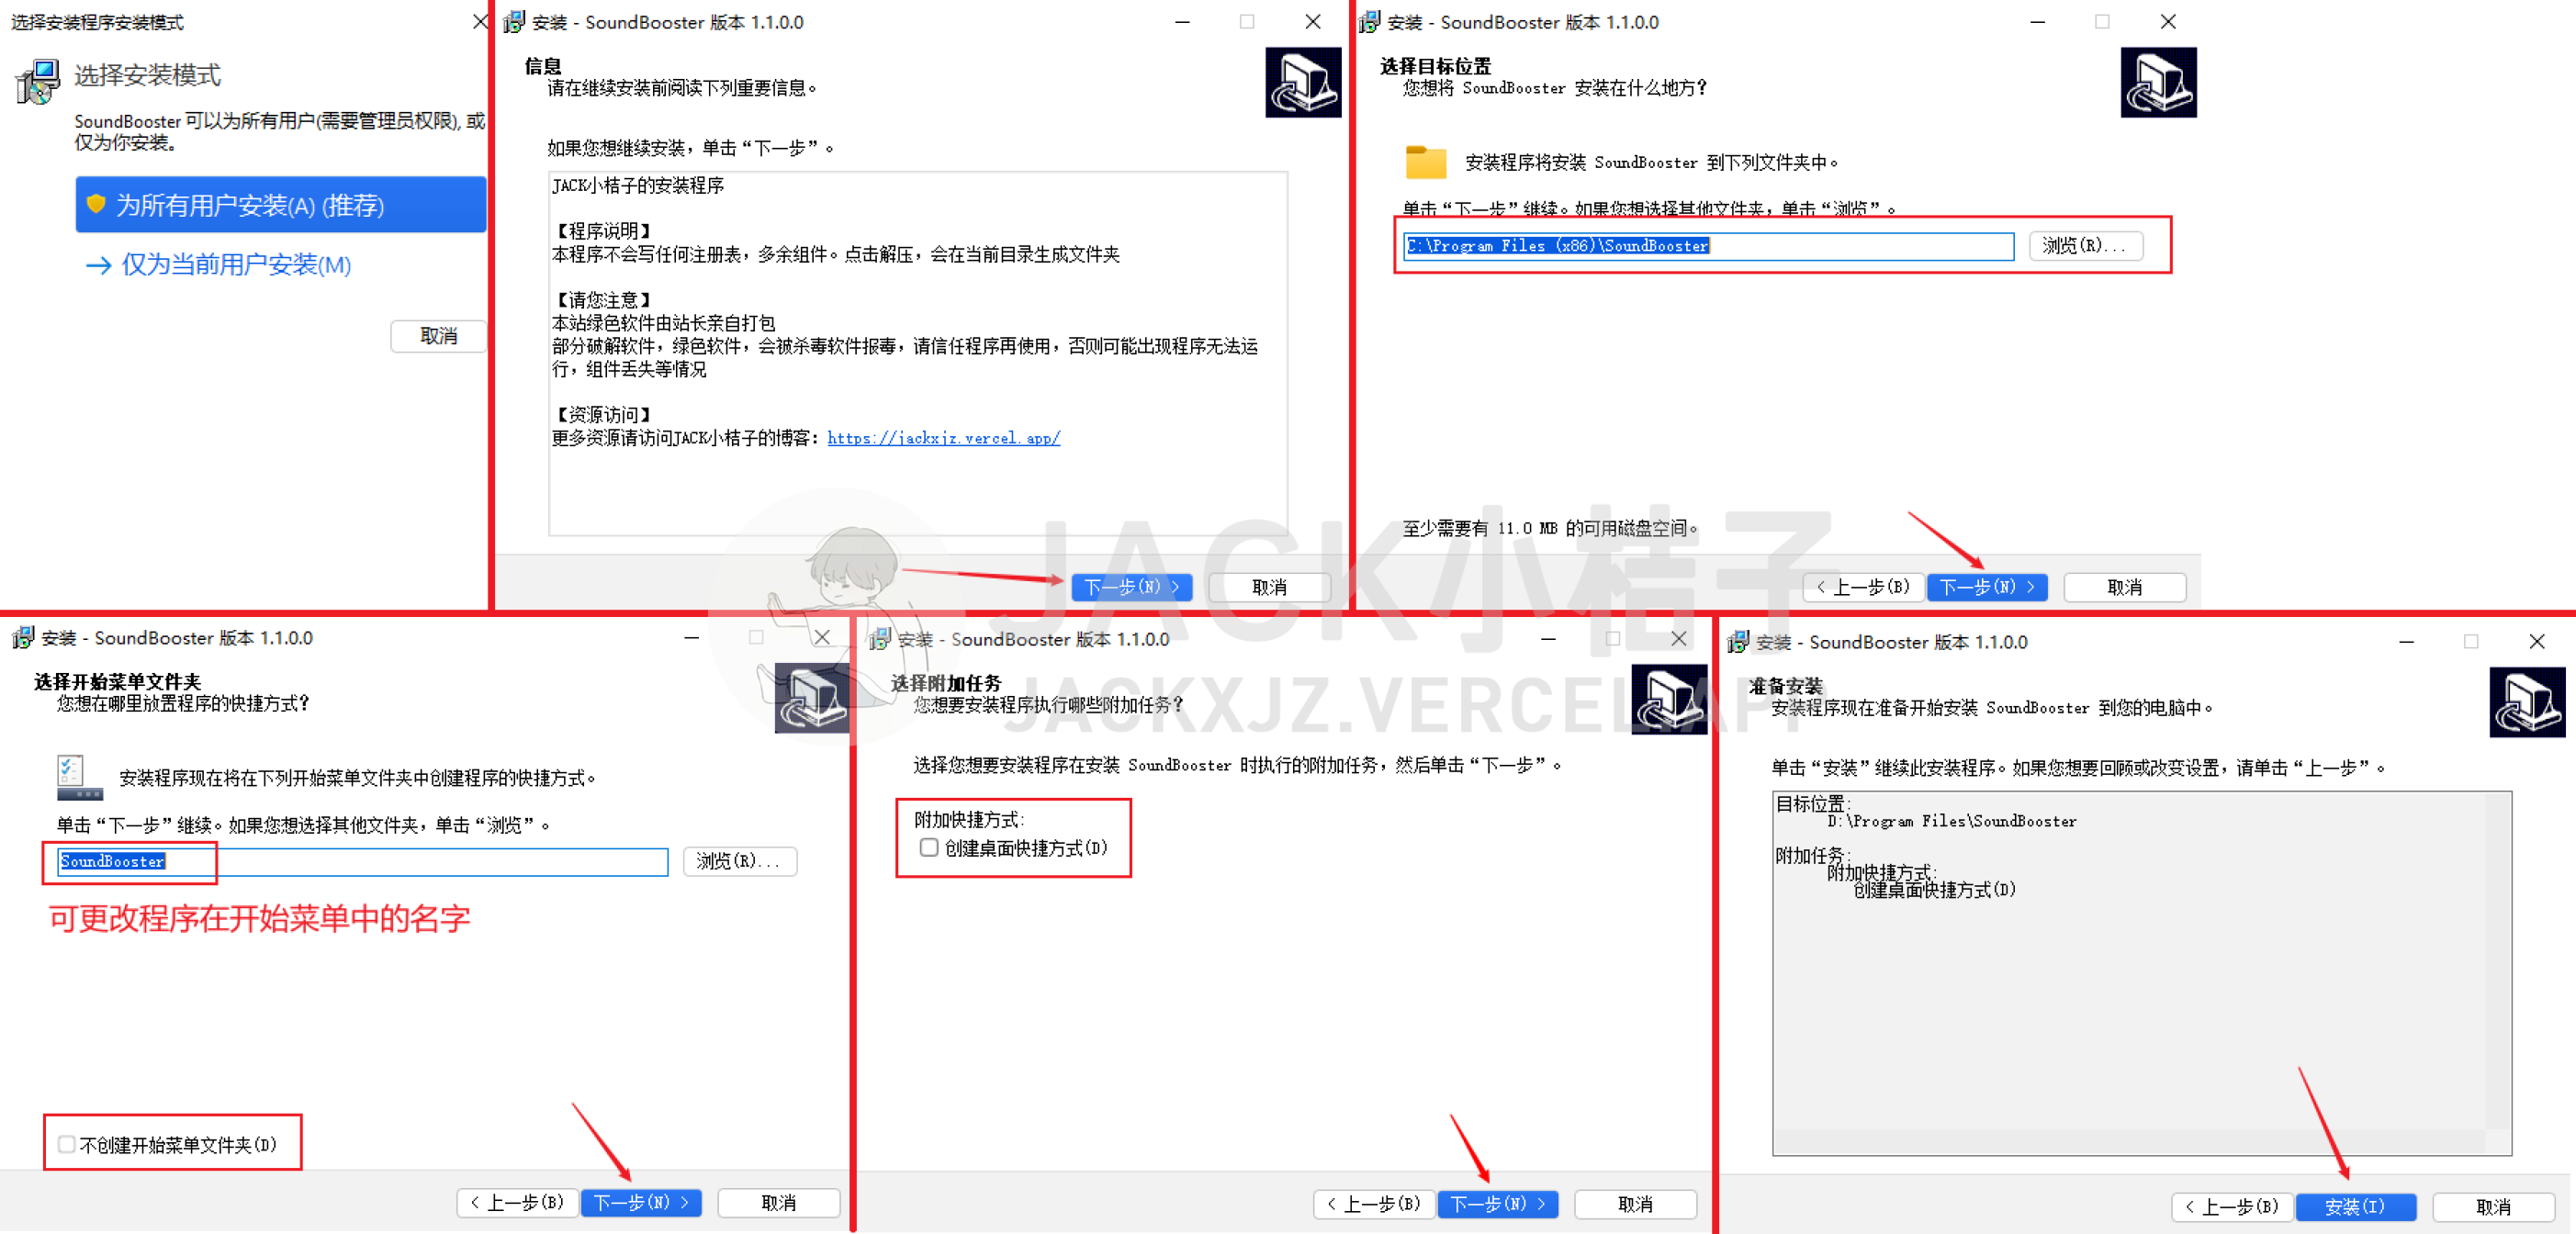 选择安装程序安装模式
选择安装模式
SoundBooster 可以为所有用户(需要管理员权限), 或
仅为你安装。
为所有用户安装(A) (推荐)
仅为当前用户安装(M)
取消
安装 - SoundBooster 版本 1.1.0.0
信息
请在继续安装前阅读下列重要信息。
如果您想继续安装，单击“下一步”。
JACK小桔子的安装程序
【程序说明】
本程序不会写任何注册表，多余组件。点击解压，会在当前目录生成文件夹
【请您注意】
本站绿色软件由站长亲自打包
部分破解软件，绿色软件，会被杀毒软件报毒，请信任程序再使用，否则可能出现程序无法运
行，组件丢失等情况
【资源访问】
更多资源请访问JACK小桔子的博客：https://jackxjz.vercel.app/
下一步(N) >
取消
安装 - SoundBooster 版本 1.1.0.0
选择目标位置
您想将 SoundBooster 安装在什么地方？
安装程序将安装 SoundBooster 到下列文件夹中。
单击“下一步”继续。如果您想选择其他文件夹，单击“浏览”。
C:\Program Files (x86)\SoundBooster
浏览(R)...
至少需要有 11.0 MB 的可用磁盘空间。
< 上一步(B)
下一步(N) >
取消
JACK小桔子
JACKXJZ.VERCEL.APP
安装 - SoundBooster 版本 1.1.0.0
选择开始菜单文件夹
您想在哪里放置程序的快捷方式？
安装程序现在将在下列开始菜单文件夹中创建程序的快捷方式。
单击“下一步”继续。如果您想选择其他文件夹，单击“浏览”。
SoundBooster
浏览(R)...
可更改程序在开始菜单中的名字
不创建开始菜单文件夹(D)
< 上一步(B)
下一步(N) >
取消
安装 - SoundBooster 版本 1.1.0.0
选择附加任务
您想要安装程序执行哪些附加任务？
选择您想要安装程序在安装 SoundBooster 时执行的附加任务，然后单击“下一步”。
附加快捷方式:
创建桌面快捷方式(D)
< 上一步(B)
下一步(N) >
取消
安装 - SoundBooster 版本 1.1.0.0
准备安装
安装程序现在准备开始安装 SoundBooster 到您的电脑中。
单击“安装”继续此安装程序。如果您想要回顾或改变设置，请单击“上一步”。
目标位置:
D:\Program Files\SoundBooster
附加任务:
附加快捷方式:
创建桌面快捷方式(D)
< 上一步(B)
安装(I)
取消